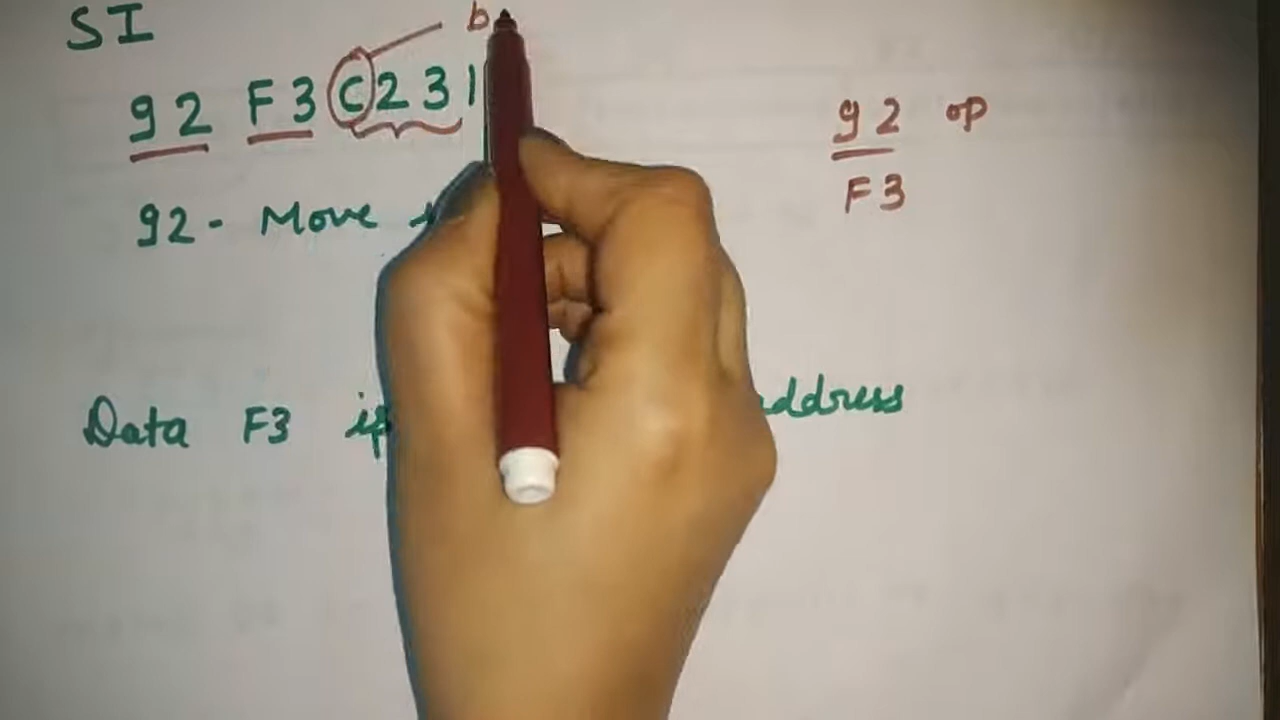 SI
b
92 F3 C231
92 op
F3
92- Move
Data F3 address